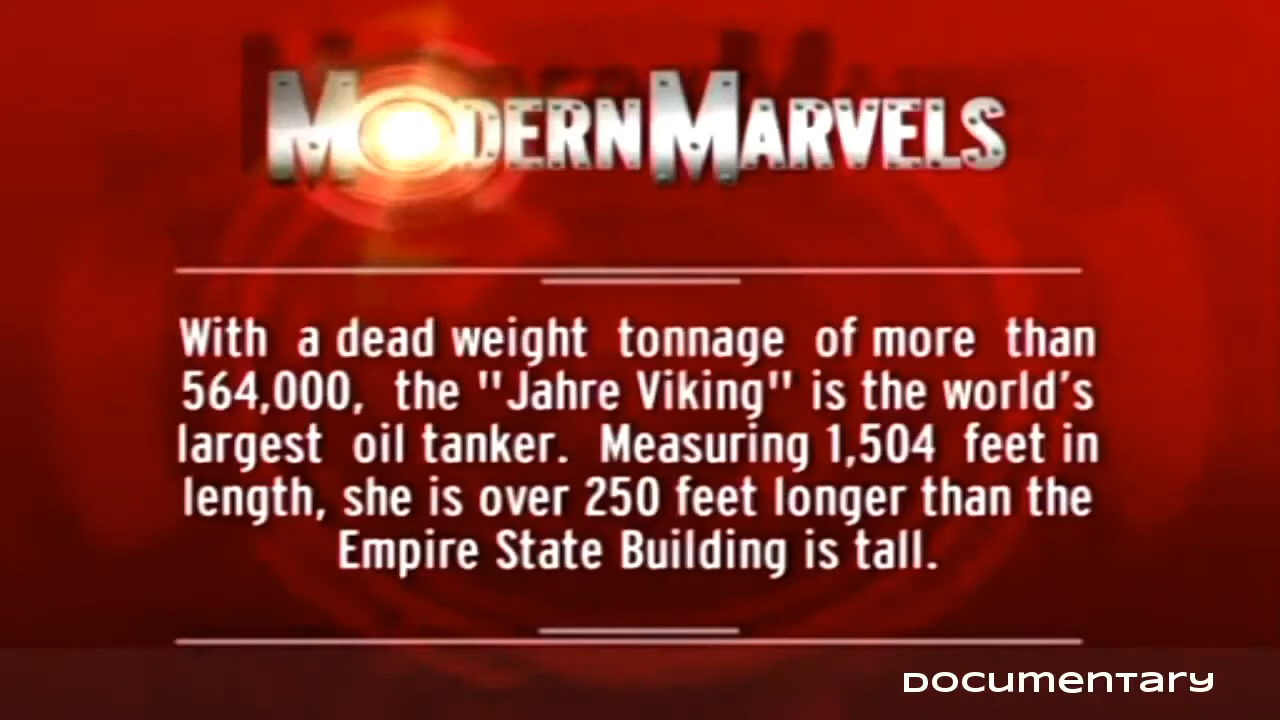 MODERN MARVELS
With a dead weight tonnage of more than
564,000, the "Jahre Viking" is the world's
largest oil tanker. Measuring 1,504 feet in
length, she is over 250 feet longer than the
Empire State Building is tall.
Documentary